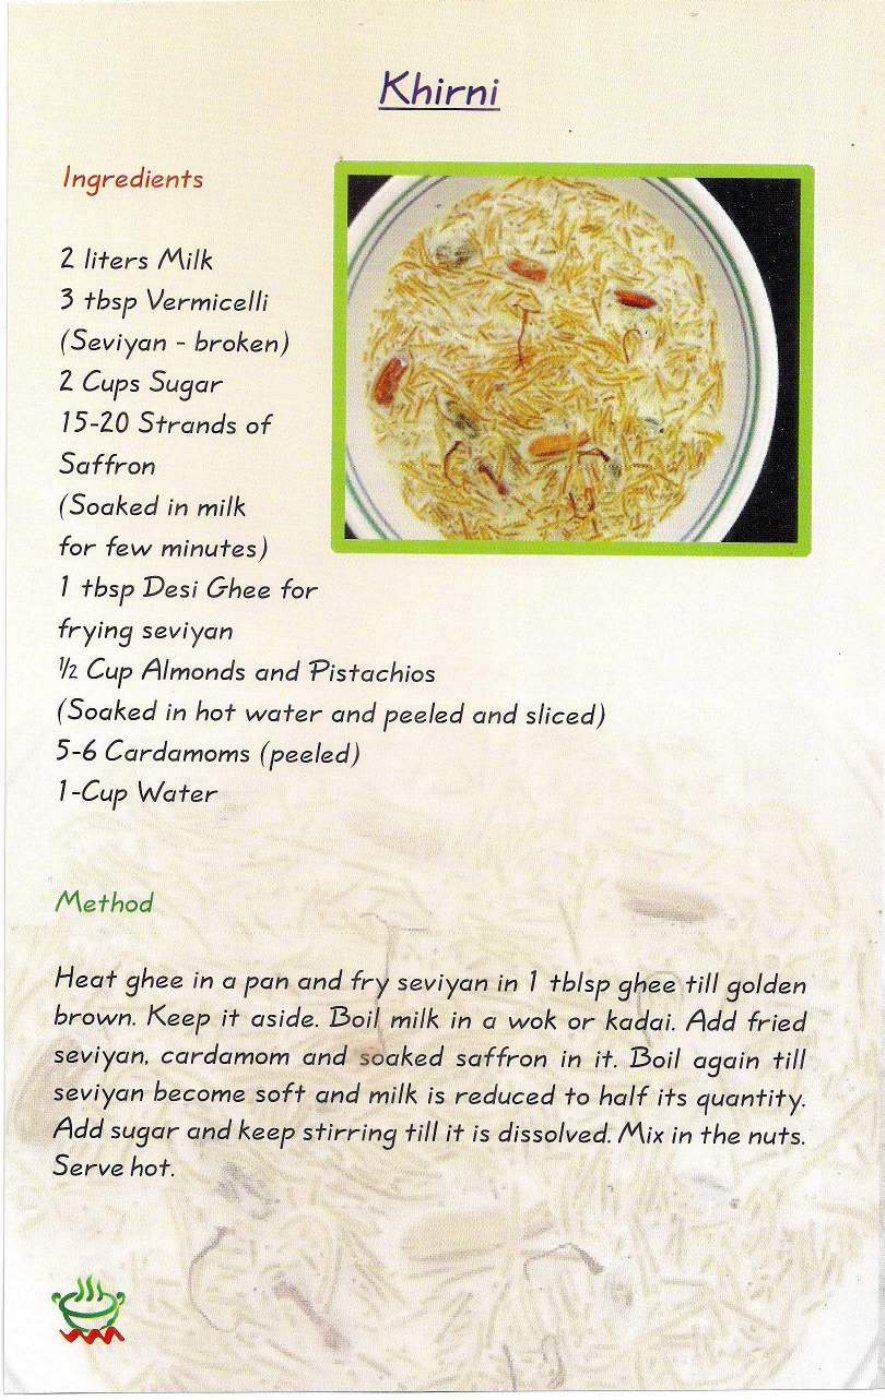 Khirni
Ingredients
2 liters Milk
3 tbsp Vermicelli
(Seviyan - broken)
2 Cups Sugar
15-20 Strands of
Saffron
(Soaked in milk
for few minutes)
1 tbsp Desi Ghee for
frying seviyan
½ Cup Almonds and Pistachios
(Soaked in hot water and peeled and sliced)
5-6 Cardamoms (peeled)
1-Cup Water
Method
Heat ghee in a pan and fry seviyan in 1 tblsp ghee till golden
brown. Keep it aside. Boil milk in a wok or kadai. Add fried
seviyan, cardamom and soaked saffron in it. Boil again till
seviyan become soft and milk is reduced to half its quantity.
Add sugar and keep stirring till it is dissolved. Mix in the nuts.
Serve hot.